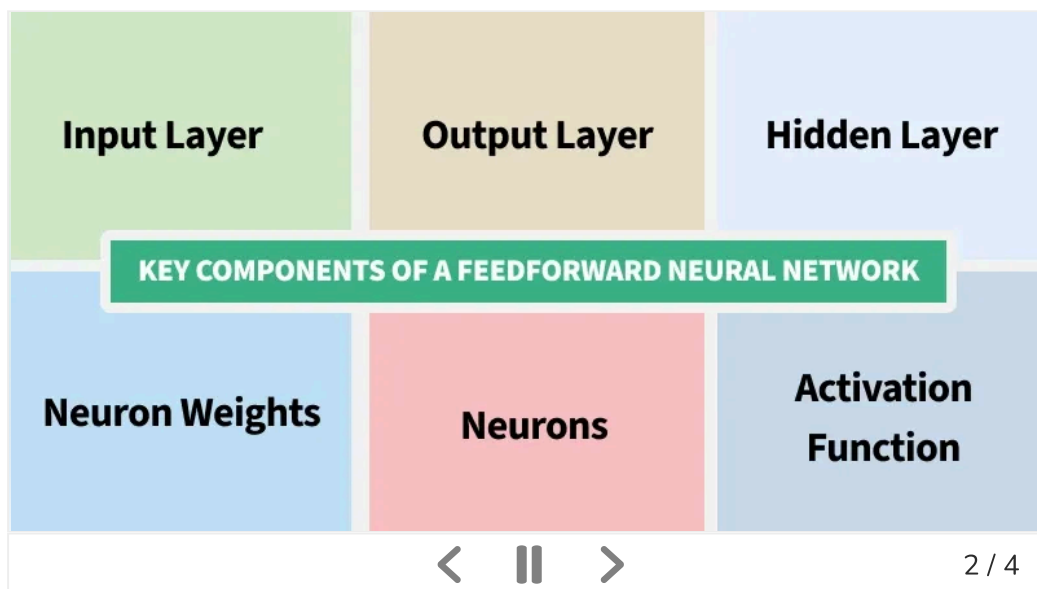 Input Layer
Output Layer
Hidden Layer
KEY COMPONENTS OF A FEEDFORWARD NEURAL NETWORK
Neuron Weights
Neurons
Activation
Function
2 / 4